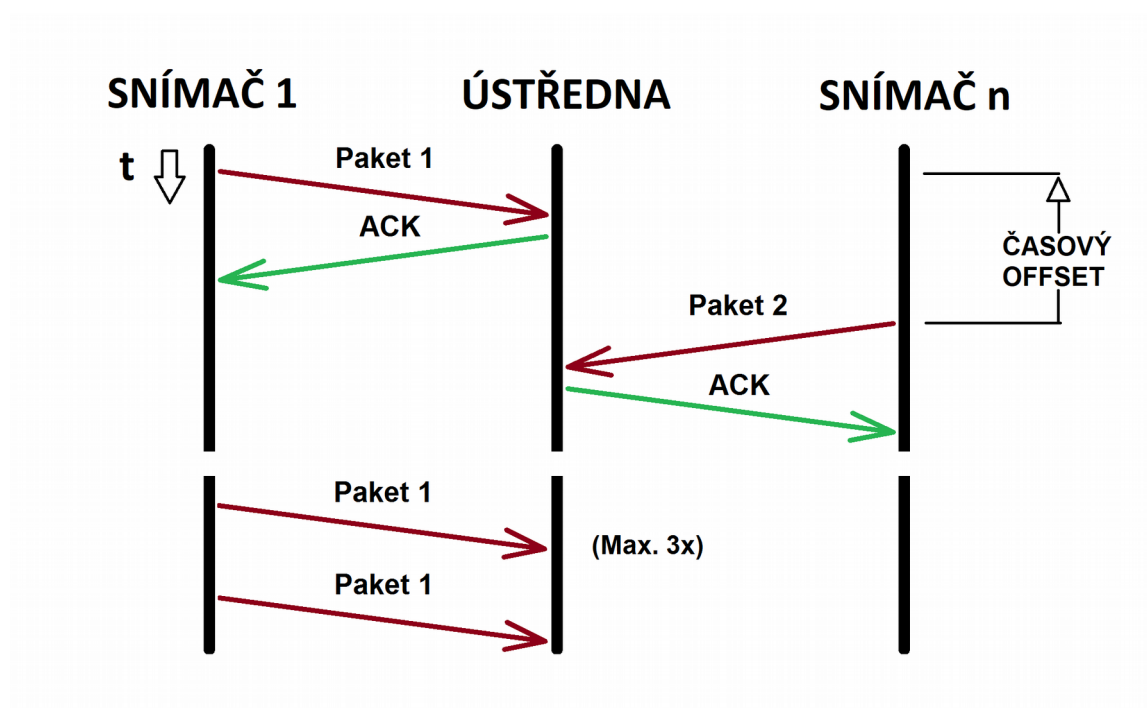 SNÍMAČ 1
ÚSTŘEDNA
SNÍMAČ n
t
Paket 1
ACK
ČASOVÝ
OFFSET
Paket 2
ACK
Paket 1
(Max. 3x)
Paket 1